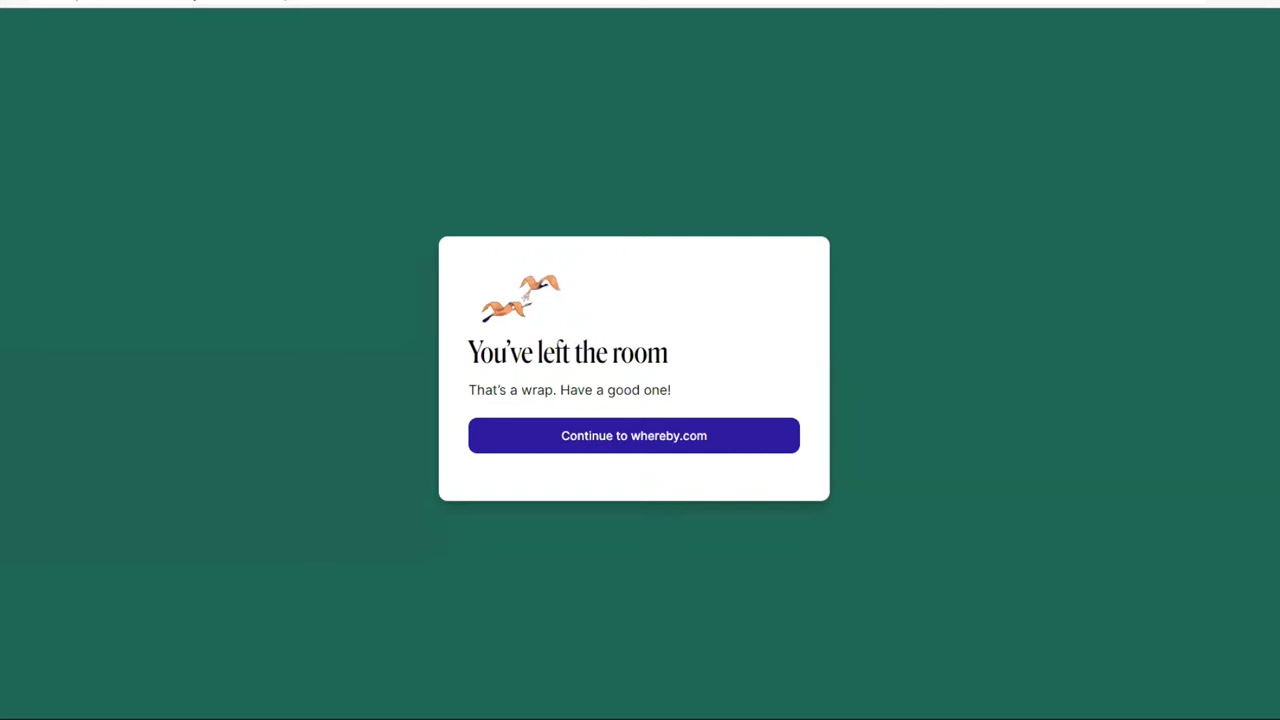 You've left the room
That's a wrap. Have a good one!
Continue to whereby.com